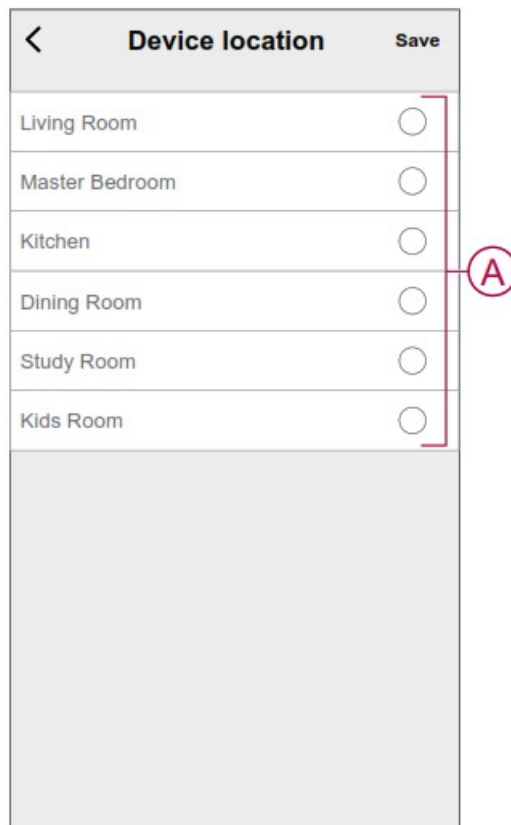 Device location Save
Living Room
Master Bedroom
Kitchen
A
Dining Room
Study Room
Kids Room